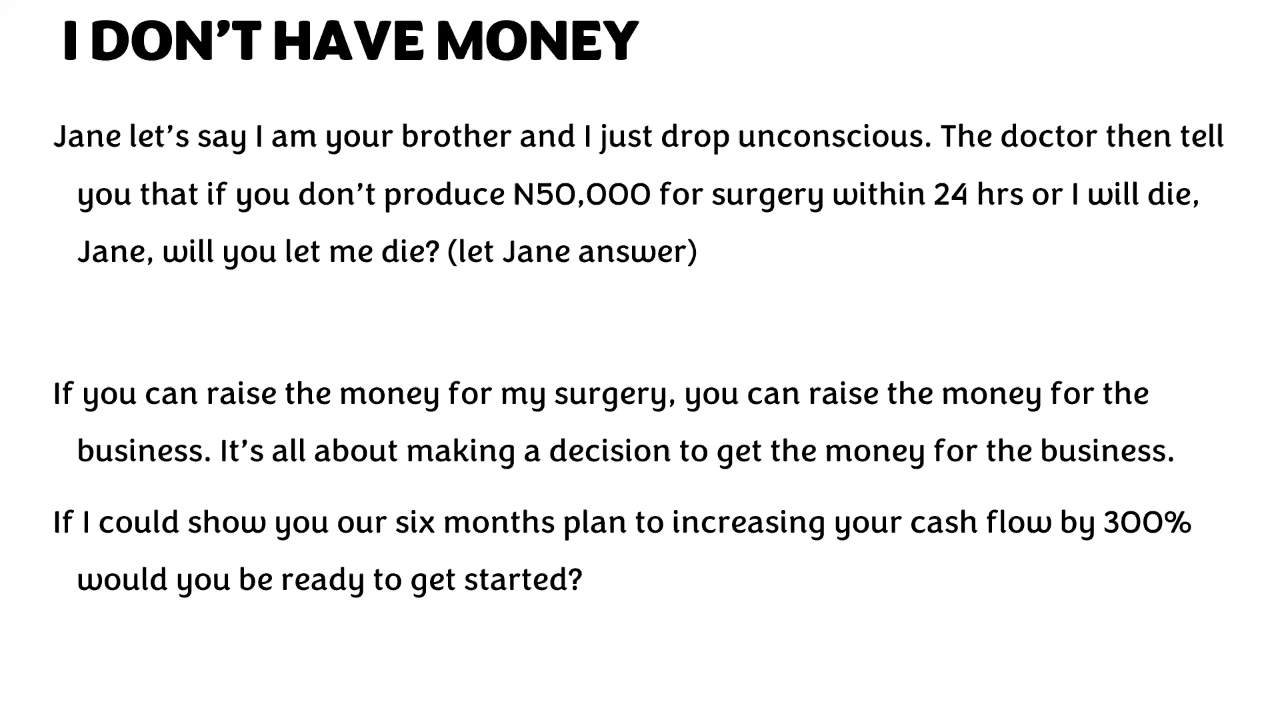 I DON'T HAVE MONEY
Jane let's say I am your brother and I just drop unconscious. The doctor then tell
you that if you don't produce N50,000 for surgery within 24 hrs or I will die,
Jane, will you let me die? (let Jane answer)
If you can raise the money for my surgery, you can raise the money for the
business. It's all about making a decision to get the money for the business.
If I could show you our six months plan to increasing your cash flow by 300%
would you be ready to get started?